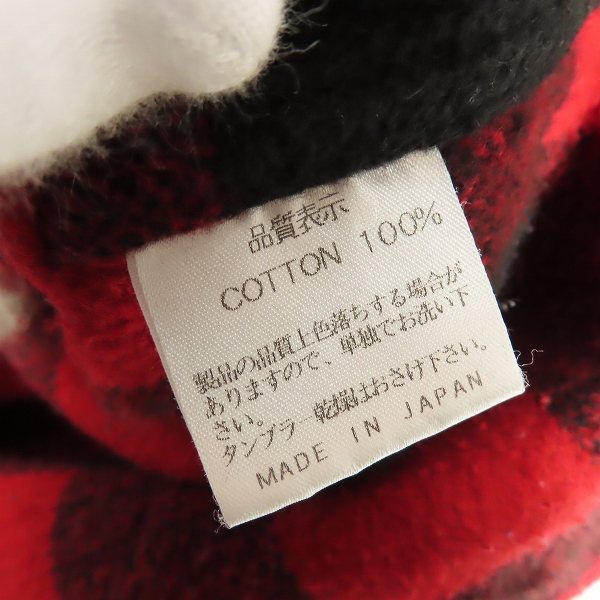 品質表示
COTTON 100%
製品の品質上色落ちする場合が
ありますので、単独でお洗い下
さい。
タンブラー乾燥はおさけ下さい。
MADE IN JAPAN